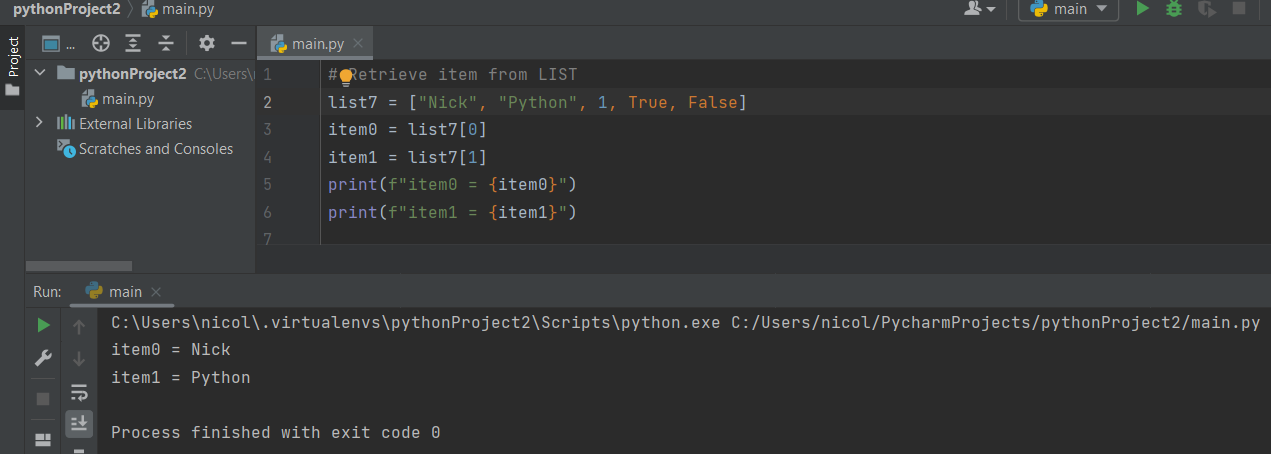 pythonProject2 main.py
main
Project
...
main.py
pythonProject2 C:\Users\
main.py
External Libraries
Scratches and Consoles
1 # Retrieve item from LIST
2 list7 = ["Nick", "Python", 1, True, False]
3 item0 = list7[0]
4 item1 = list7[1]
5 print(f"item0 = {item0}")
6 print(f"item1 = {item1}")
7
Run: main
C:\Users\nicol\.virtualenvs\pythonProject2\Scripts\python.exe C:/Users/nicol/PycharmProjects/pythonProject2/main.py
item0 = Nick
item1 = Python
Process finished with exit code 0